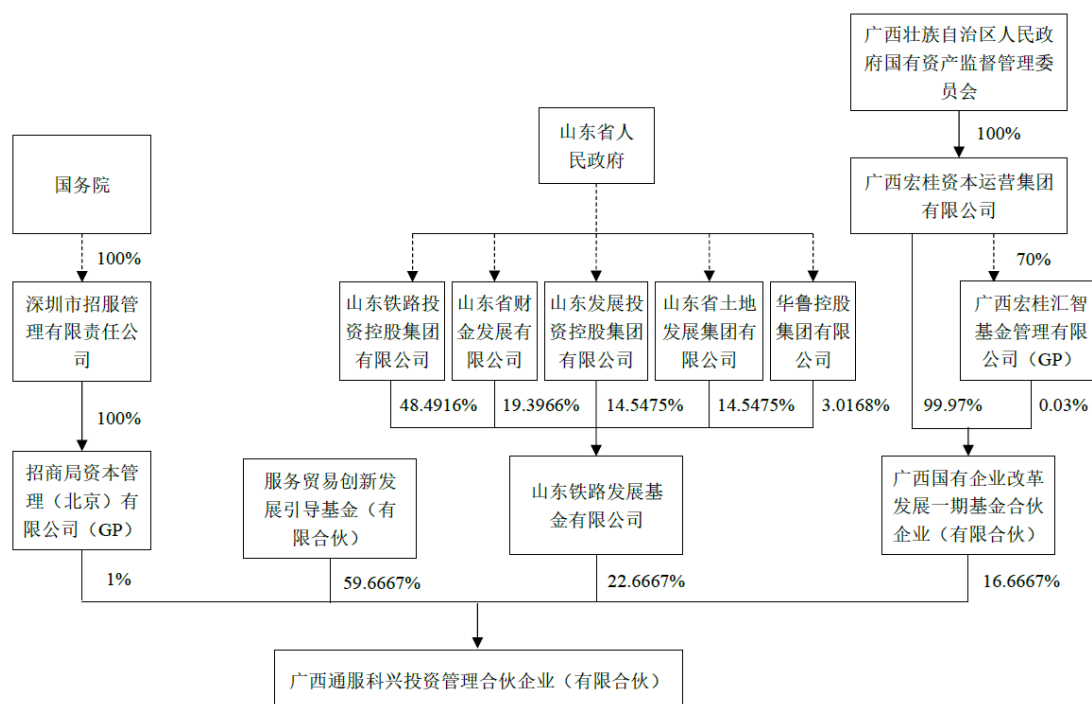 广西壮族自治区人民政
府国有资产监督管理委
员会
100%
山东省人
民政府
国务院
广西宏桂资本运营集团
有限公司
100%
70%
深圳市招服管
理有限责任公
司
山东铁路投
资控股集团
有限公司
山东省财
金发展有
限公司
山东发展投
资控股集团
有限公司
山东省土地
发展集团有
限公司
华鲁控股
集团有限
公司
广西宏桂汇智
基金管理有限
公司（GP）
100%
48.4916%
19.3966%
14.5475%
14.5475%
3.0168%
99.97%
0.03%
招商局资本管
理（北京）有
限公司（GP）
服务贸易创新发
展引导基金（有
限合伙）
山东铁路发展基
金有限公司
广西国有企业改革
发展一期基金合伙
企业（有限合伙）
1%
59.6667%
22.6667%
16.6667%
广西通服科兴投资管理合伙企业（有限合伙）